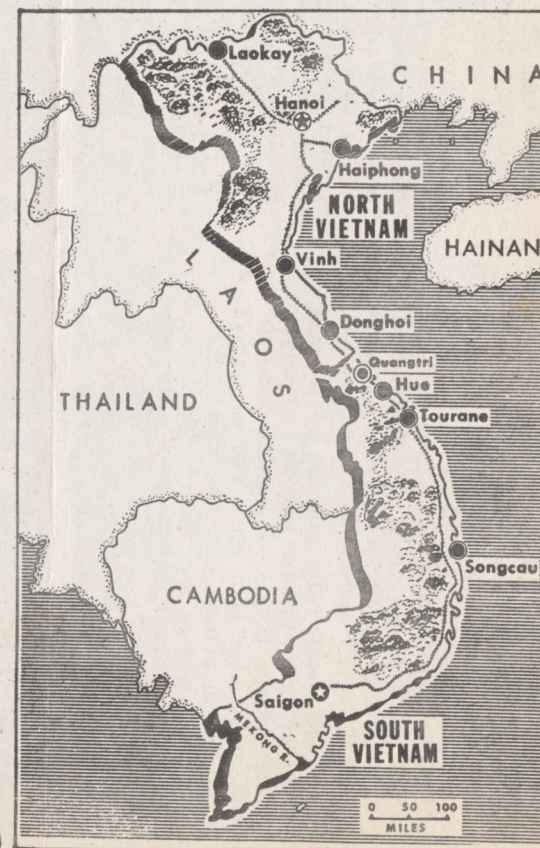 Laokay
CHINA
Hanoi
Haiphong
NORTH
VIETNAM
HAINAN
Vinh
LAOS
Donghoi
Quangtri
Hue
THAILAND
Tourane
Songcau
CAMBODIA
Saigon
MEKONG R.
SOUTH
VIETNAM
0 50 100
MILES